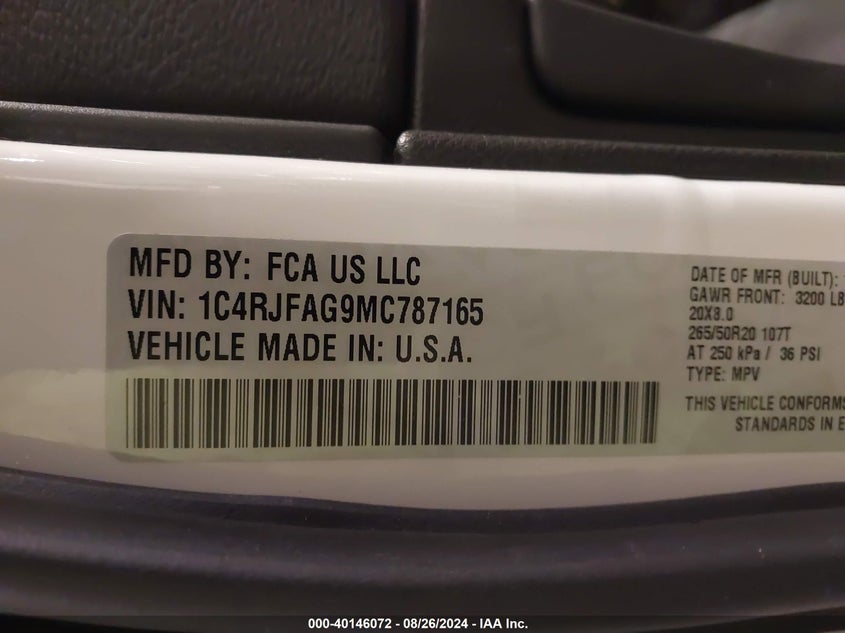 MFD BY: FCA US LLC
VIN: 1C4RJFAG9MC787165
VEHICLE MADE IN: U.S.A.
DATE OF MFR (BUILT):
GAWR FRONT: 3200 LB
20X8.0
265/50R20 107T
AT 250 kPa / 36 PSI
TYPE: MPV
THIS VEHICLE CONFORMS
STANDARDS IN E
000-40146072 - 08/26/2024 - IAA Inc.